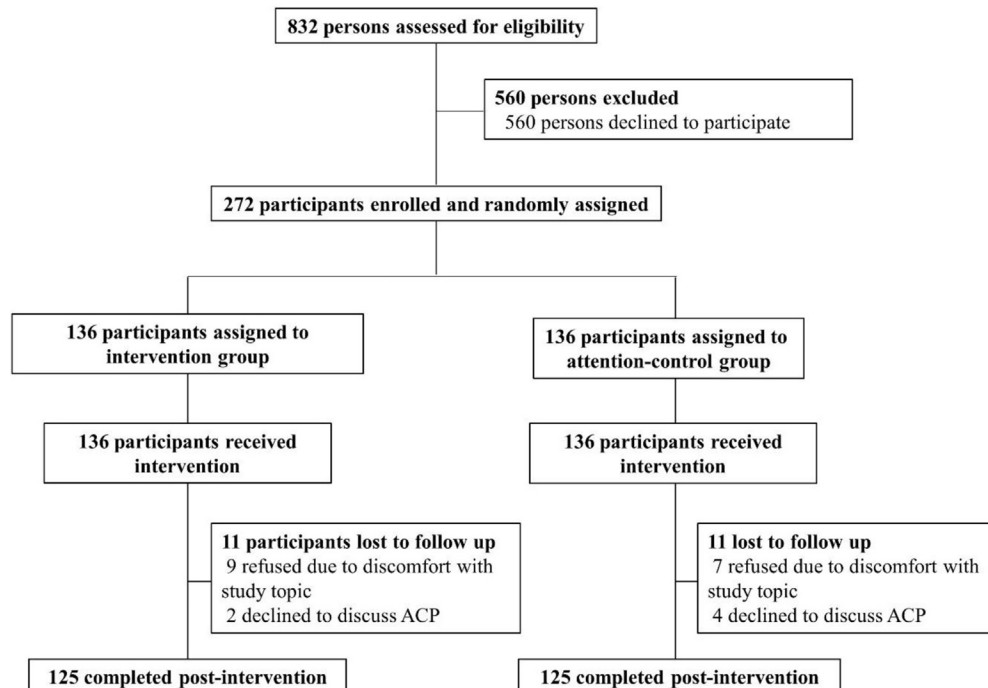 832 persons assessed for eligibility
560 persons excluded
560 persons declined to participate
272 participants enrolled and randomly assigned
136 participants assigned to
intervention group
136 participants assigned to
attention-control group
136 participants received
intervention
136 participants received
intervention
11 participants lost to follow up
9 refused due to discomfort with
study topic
2 declined to discuss ACP
11 lost to follow up
7 refused due to discomfort with
study topic
4 declined to discuss ACP
125 completed post-intervention
125 completed post-intervention